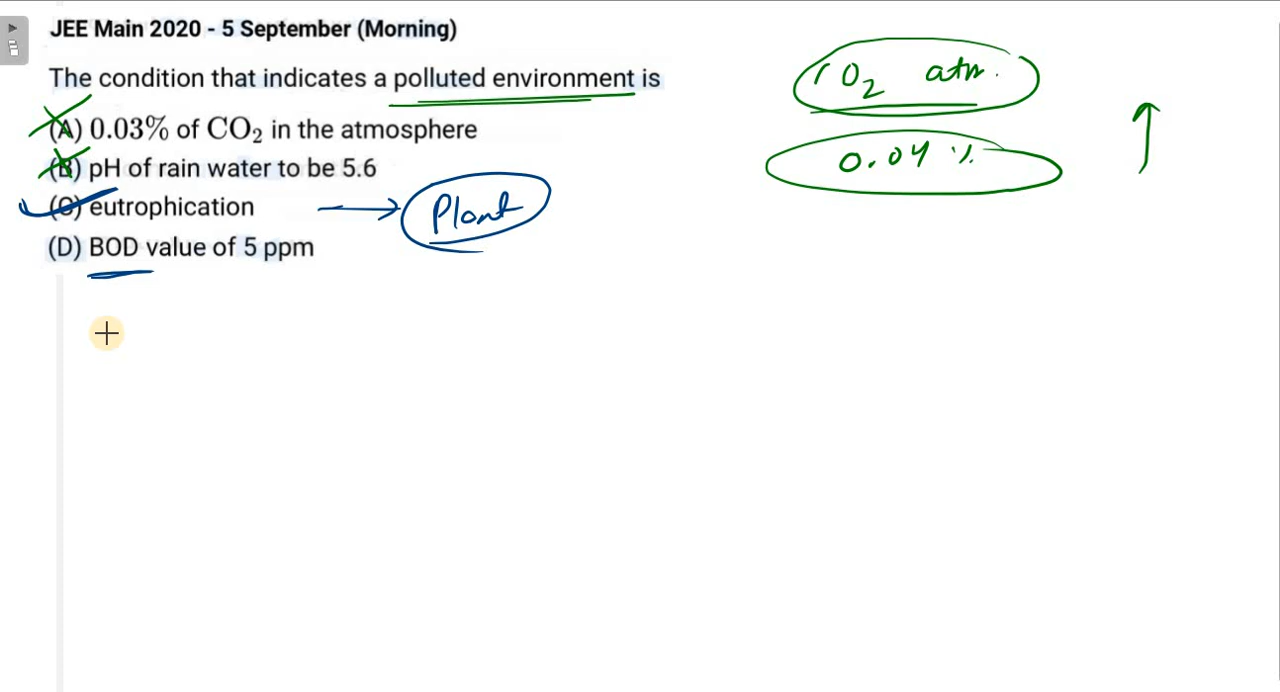 JEE Main 2020 - 5 September (Morning)
The condition that indicates a polluted environment is
(A) 0.03% of CO₂ in the atmosphere
(B) pH of rain water to be 5.6
(C) eutrophication
(D) BOD value of 5 ppm
CO₂ atm.
0.04 %
Plant